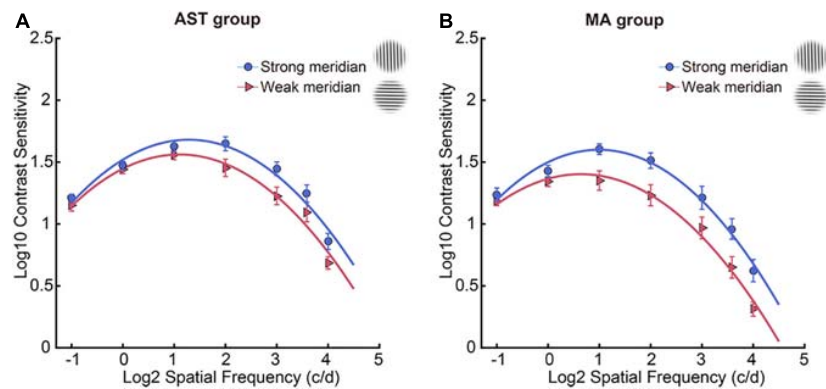 A
AST group
2.5
2
1.5
1
0.5
0
-1
0
1
2
3
4
5
Log10 Contrast Sensitivity
Log2 Spatial Frequency (c/d)
Strong meridian
Weak meridian
B
MA group
2.5
2
1.5
1
0.5
0
-1
0
1
2
3
4
5
Log10 Contrast Sensitivity
Log2 Spatial Frequency (c/d)
Strong meridian
Weak meridian